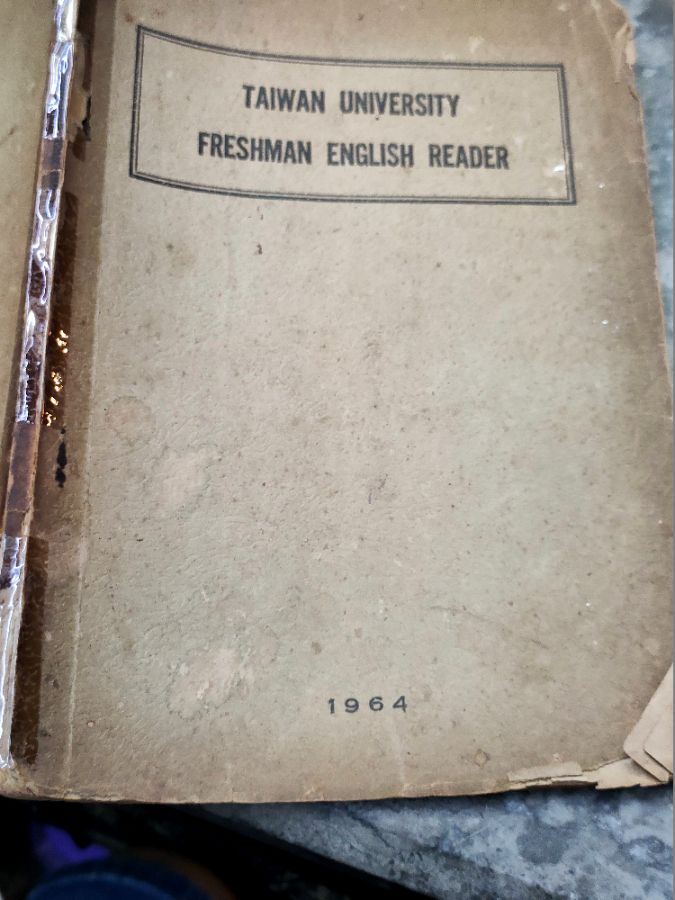 TAIWAN UNIVERSITY
FRESHMAN ENGLISH READER
1964